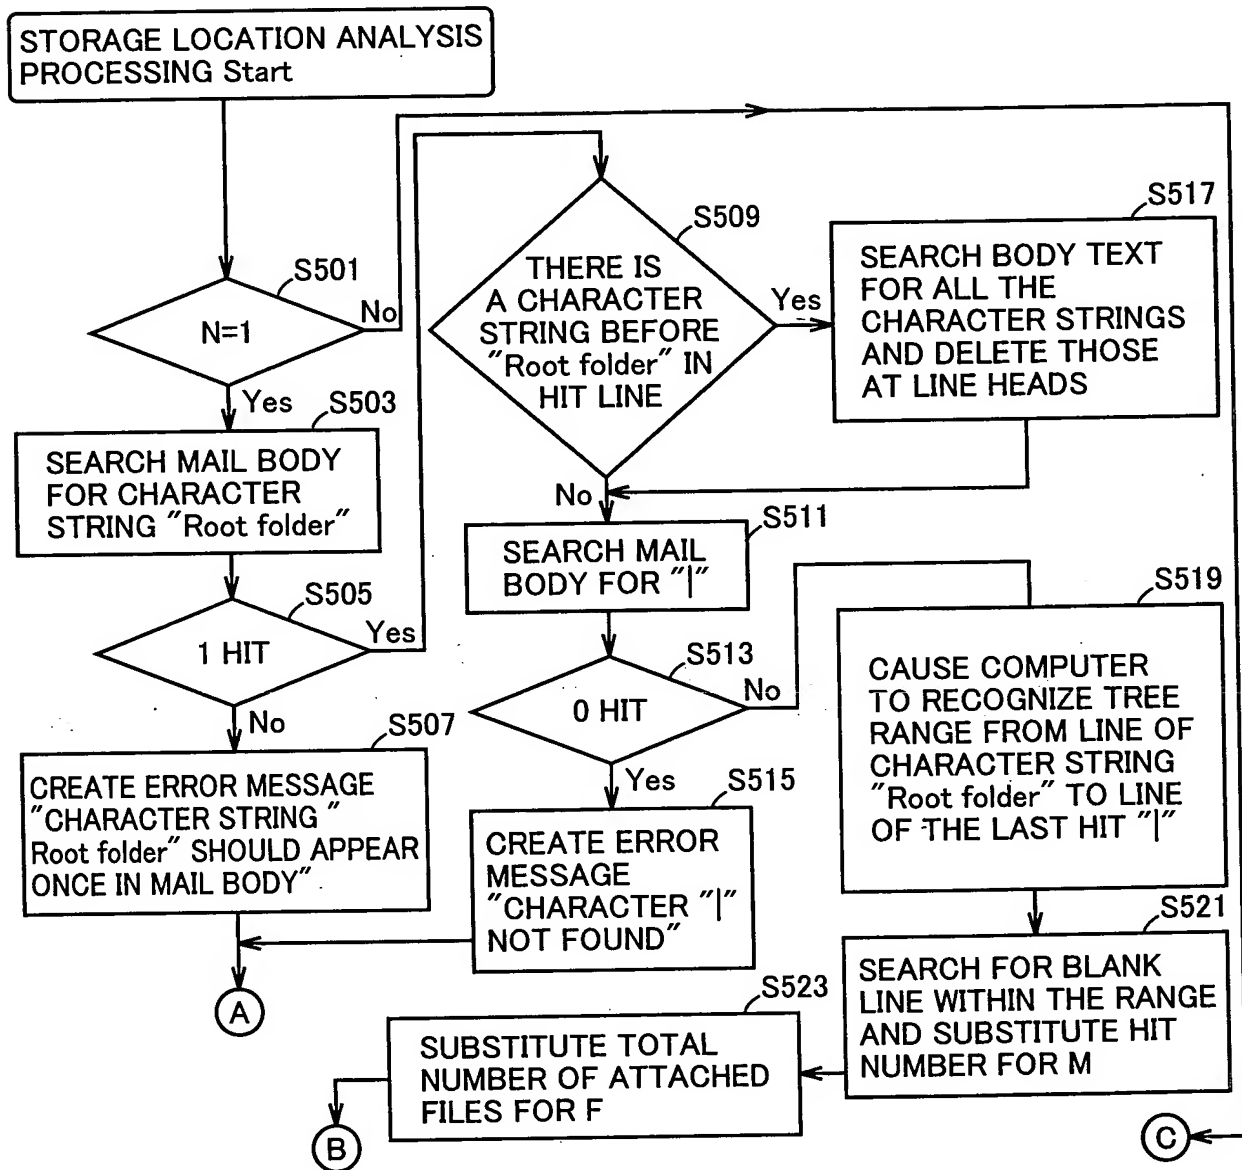 STORAGE LOCATION ANALYSIS
PROCESSING Start
S501
N=1
No
Yes
S503
SEARCH MAIL BODY
FOR CHARACTER
STRING "Root folder"
S505
1 HIT
Yes
No
S507
CREATE ERROR MESSAGE
"CHARACTER STRING "
Root folder" SHOULD APPEAR
ONCE IN MAIL BODY"
A
S509
THERE IS
A CHARACTER
STRING BEFORE
"Root folder" IN
HIT LINE
Yes
No
S517
SEARCH BODY TEXT
FOR ALL THE
CHARACTER STRINGS
AND DELETE THOSE
AT LINE HEADS
S511
SEARCH MAIL
BODY FOR "|"
S513
0 HIT
No
Yes
S515
CREATE ERROR
MESSAGE
"CHARACTER "|"
NOT FOUND"
S519
CAUSE COMPUTER
TO RECOGNIZE TREE
RANGE FROM LINE OF
CHARACTER STRING
"Root folder" TO LINE
OF THE LAST HIT "|"
S521
SEARCH FOR BLANK
LINE WITHIN THE RANGE
AND SUBSTITUTE HIT
NUMBER FOR M
S523
SUBSTITUTE TOTAL
NUMBER OF ATTACHED
FILES FOR F
B
C